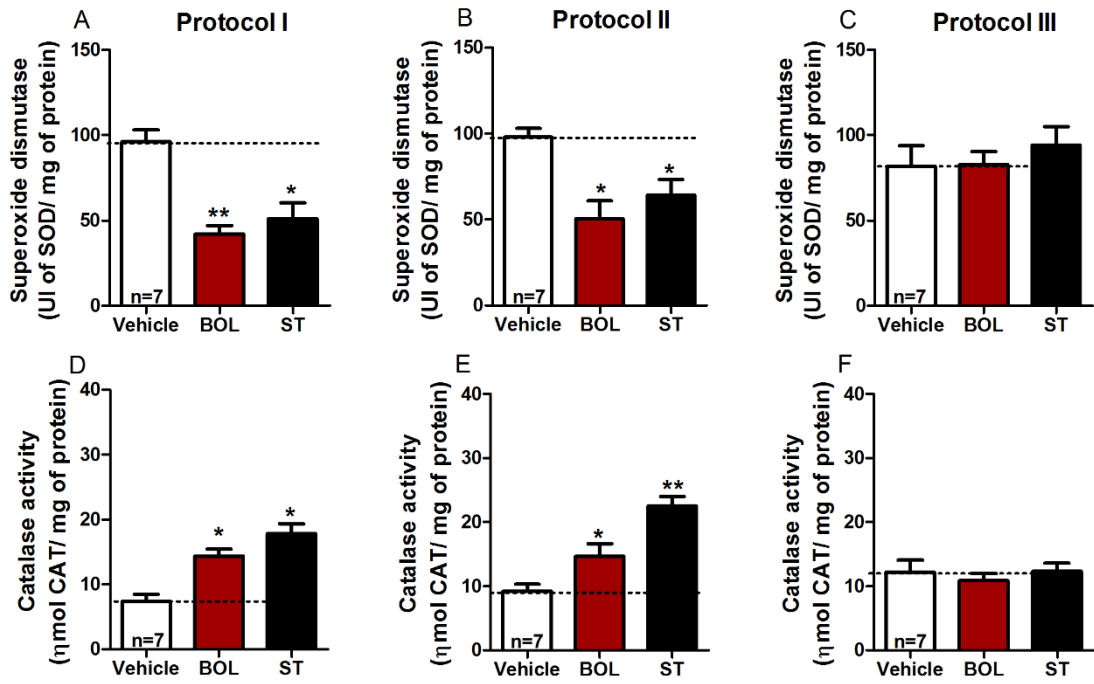 A
Protocol I
Superoxide dismutase
(UI of SOD/ mg of protein)
150
100
50
0
**
*
n=7
Vehicle
BOL
ST
B
Protocol II
Superoxide dismutase
(UI of SOD/ mg of protein)
150
100
50
0
*
*
n=7
Vehicle
BOL
ST
C
Protocol III
Superoxide dismutase
(UI of SOD/ mg of protein)
150
100
50
0
n=7
Vehicle
BOL
ST
D
Catalase activity
(ηmol CAT/ mg of protein)
40
30
20
10
0
*
*
n=7
Vehicle
BOL
ST
E
Catalase activity
(ηmol CAT/ mg of protein)
40
30
20
10
0
*
**
n=7
Vehicle
BOL
ST
F
Catalase activity
(ηmol CAT/ mg of protein)
40
30
20
10
0
n=7
Vehicle
BOL
ST